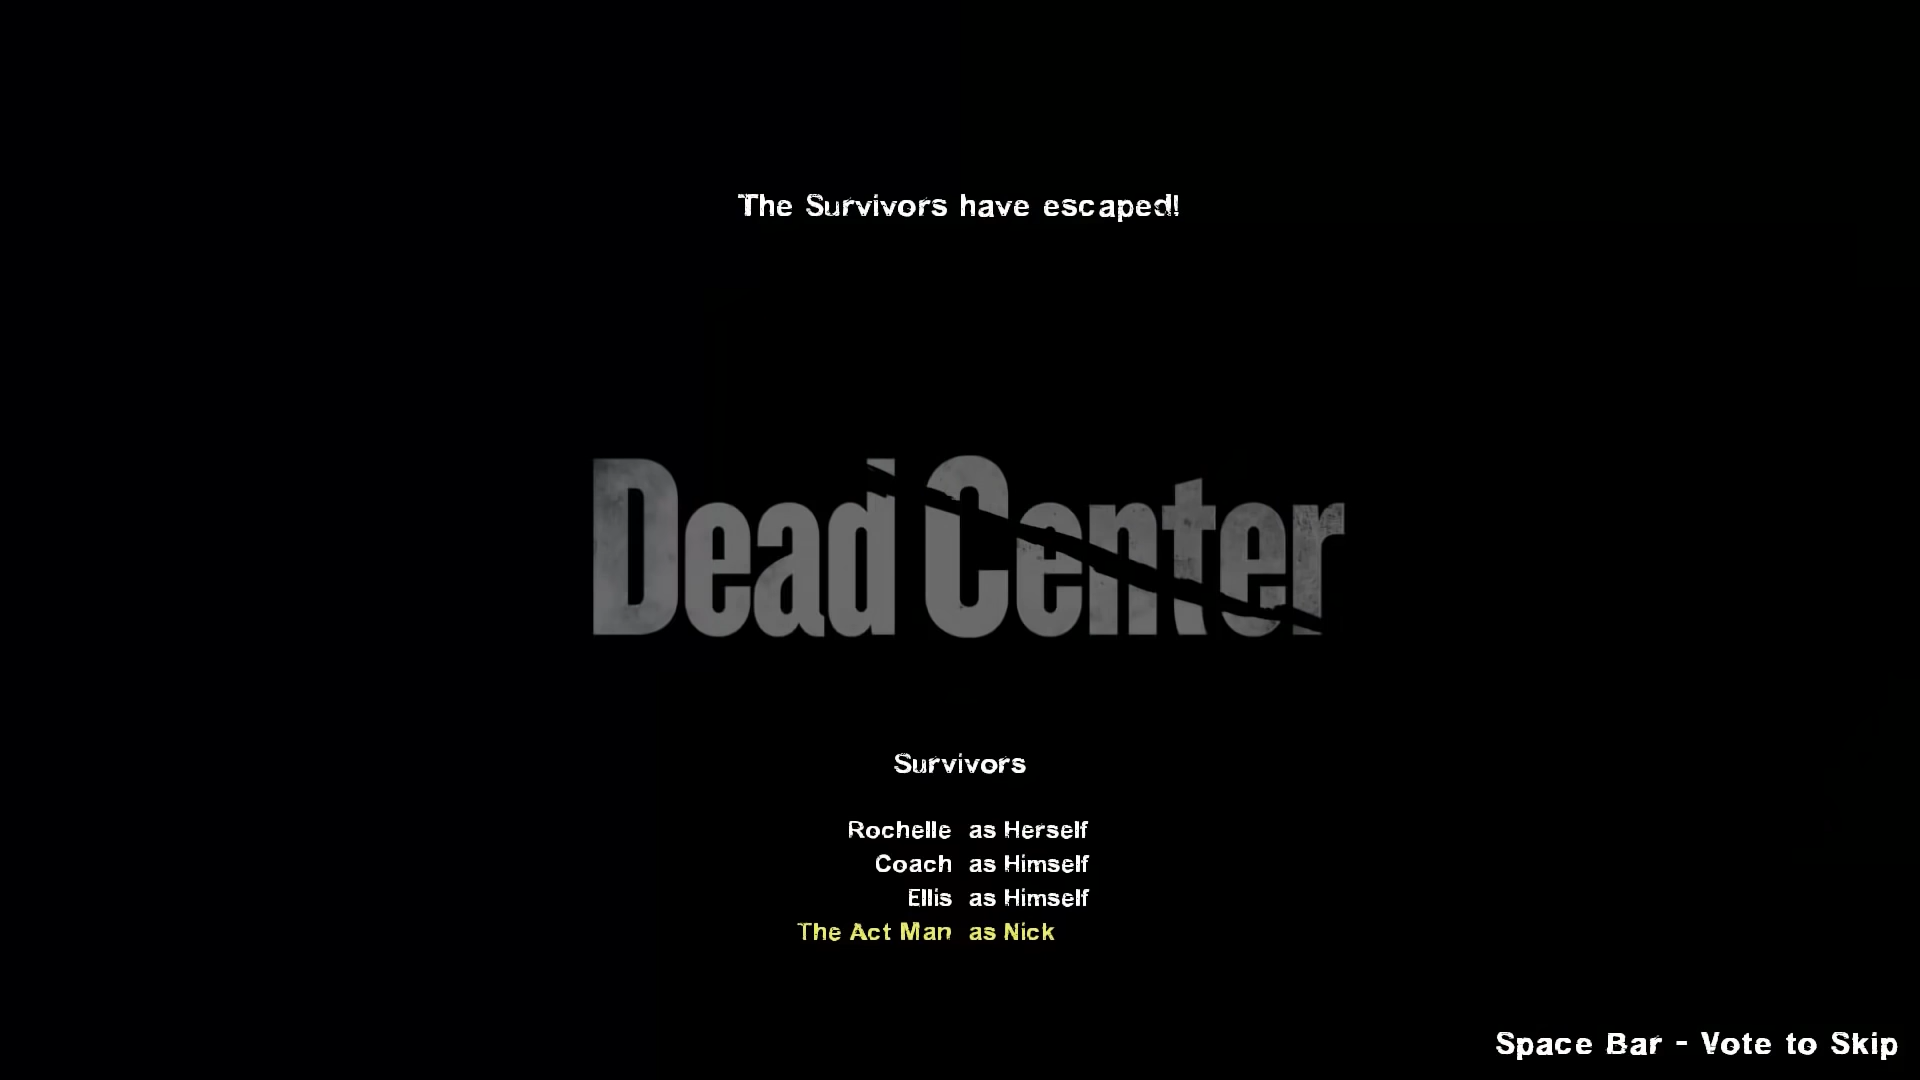 The Survivors have escaped!
Dead Center
Survivors
Rochelle as Herself
Coach as Himself
Ellis as Himself
The Act Man as Nick
Space Bar - Vote to Skip